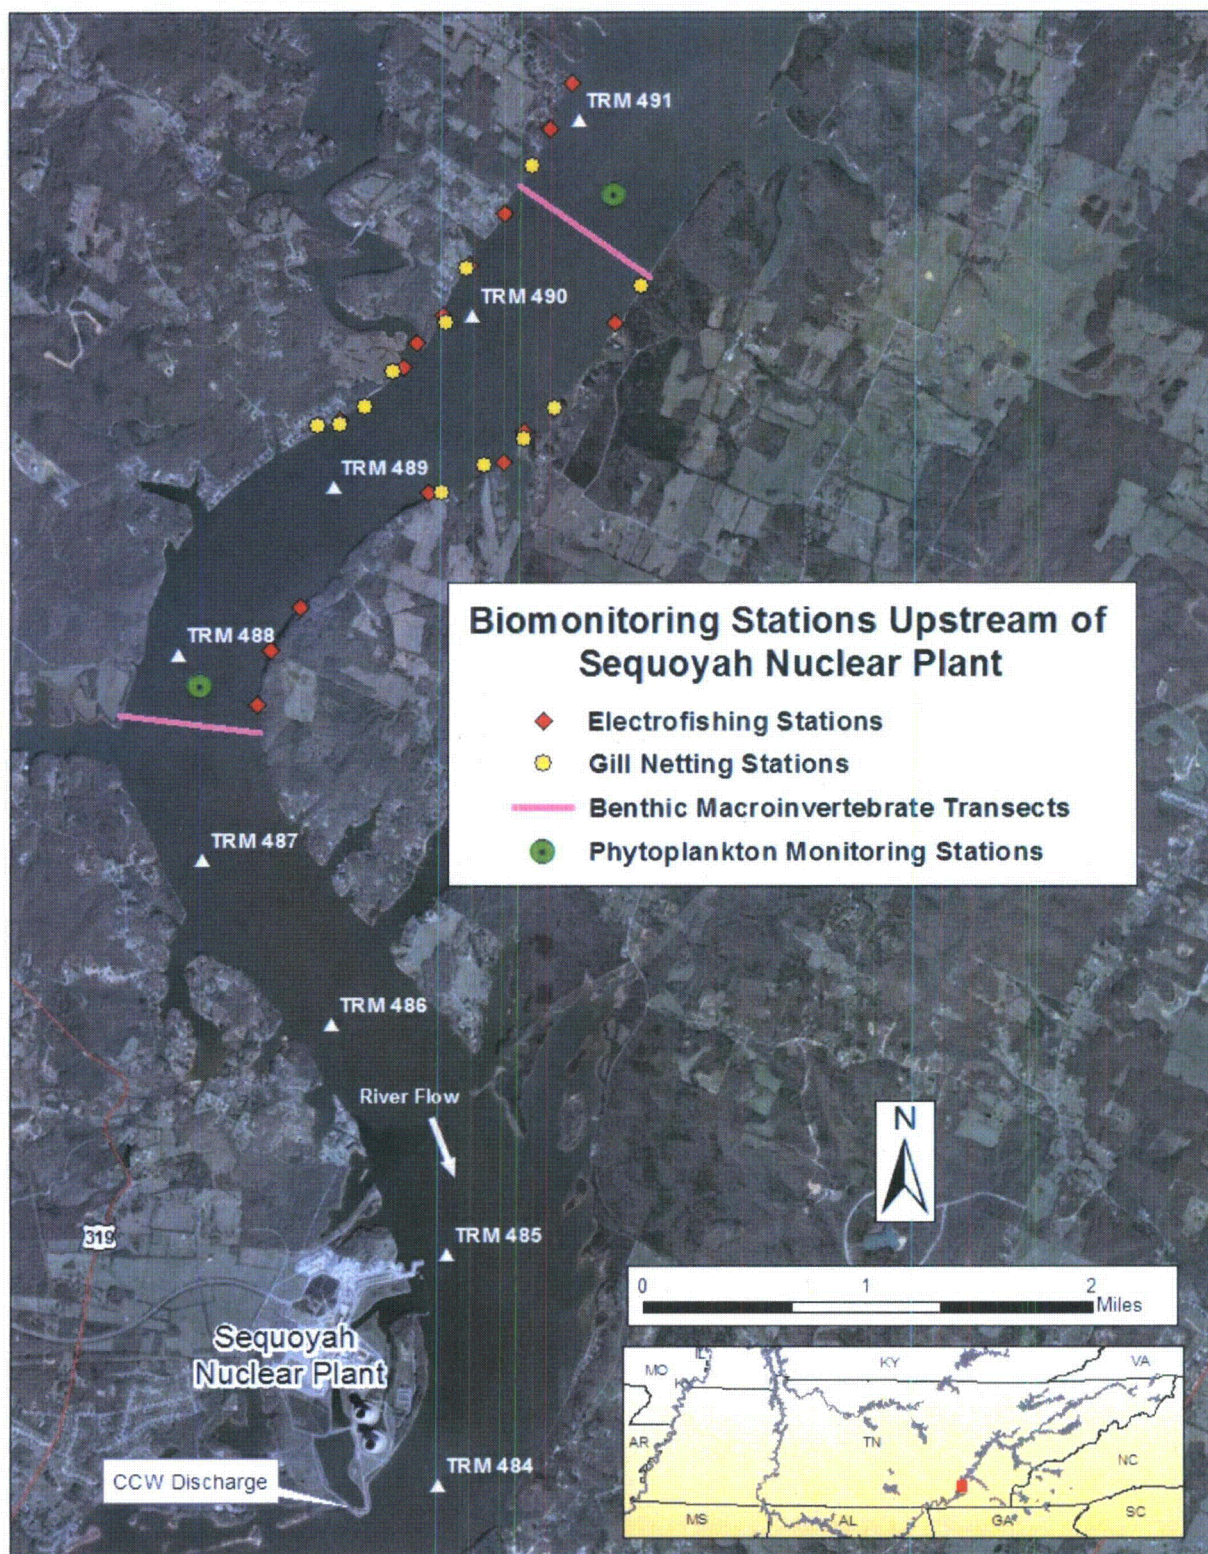 TRM 491
TRM 490
TRM 489
TRM 488
Biomonitoring Stations Upstream of
Sequoyah Nuclear Plant
Electrofishing Stations
Gill Netting Stations
Benthic Macroinvertebrate Transects
Phytoplankton Monitoring Stations
TRM 487
TRM 486
River Flow
N
319
TRM 485
0 1 2
Miles
Sequoyah
Nuclear Plant
IL
MO
KY
KY
VA
AR
TN
NC
MS
AL
GA
SC
TRM 484
CCW Discharge